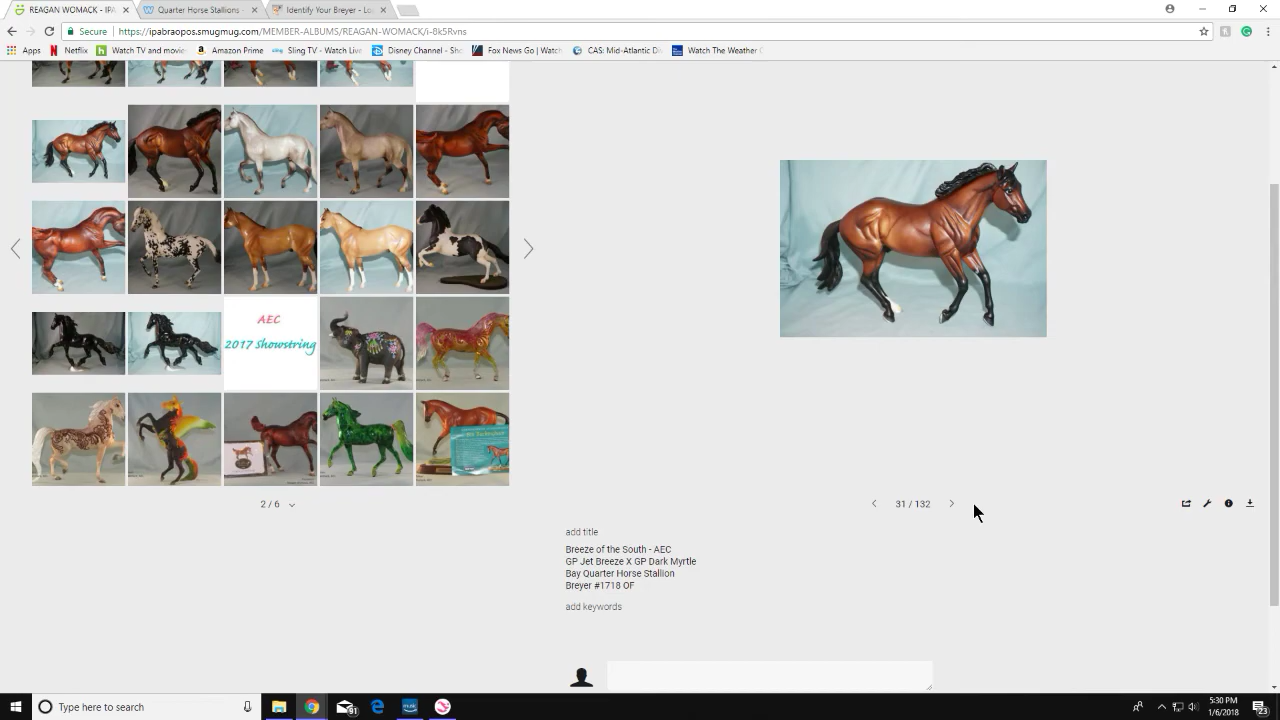 REAGAN WOMACK - IPA
Quarter Horse Stallions -
Identify Your Breyer - Lo
Secure
https://ipabraopos.smugmug.com/MEMBER-ALBUMS/REAGAN-WOMACK/i-8k5Rvns
Apps Netflix Watch TV and movie Amazon Prime Sling TV - Watch Live Disney Channel - Sho Fox News Go | Watch CAS: Mid-Atlantic Di Watch The Weather C
AEC
2017 Showstring
2 / 6
31 / 132
add title
Breeze of the South - AEC
GP Jet Breeze X GP Dark Myrtle
Bay Quarter Horse Stallion
Breyer #1718 OF
add keywords
Type here to search
91
5:30 PM
1/6/2018
23